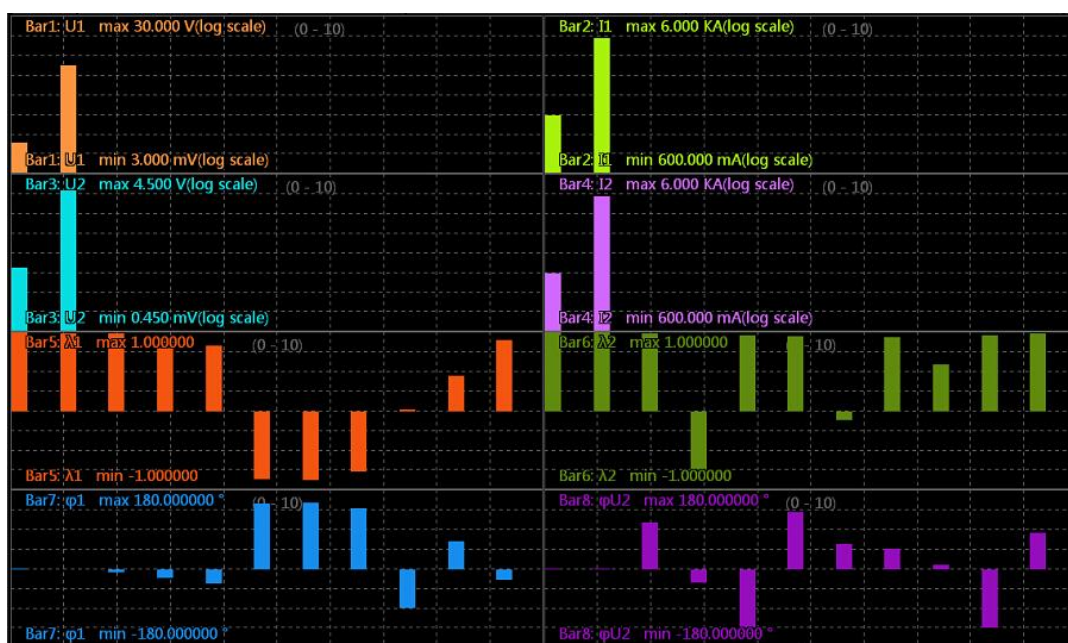 Bar1: U1 max 30.000 V(log scale) (0 - 10) Bar2: I1 max 6.000 KA(log scale) (0 - 10)
Bar1: U1 min 3.000 mV(log scale) Bar2: I1 min 600.000 mA(log scale)
Bar3: U2 max 4.500 V(log scale) (0 - 10) Bar4: I2 max 6.000 KA(log scale) (0 - 10)
Bar3: U2 min 0.450 mV(log scale) Bar4: I2 min 600.000 mA(log scale)
Bar5: λ1 max 1.000000 (0 - 10) Bar6: λ2 max 1.000000 10)
Bar5: λ1 min -1.000000 Bar6: λ2 min -1.000000
Bar7: φ1 max 180.000000 ° (0 - 10) Bar8: φU2 max 180.000000 ° (0 - 10)
Bar7: φ1 min -180.000000 ° Bar8: φU2 min -180.000000 °